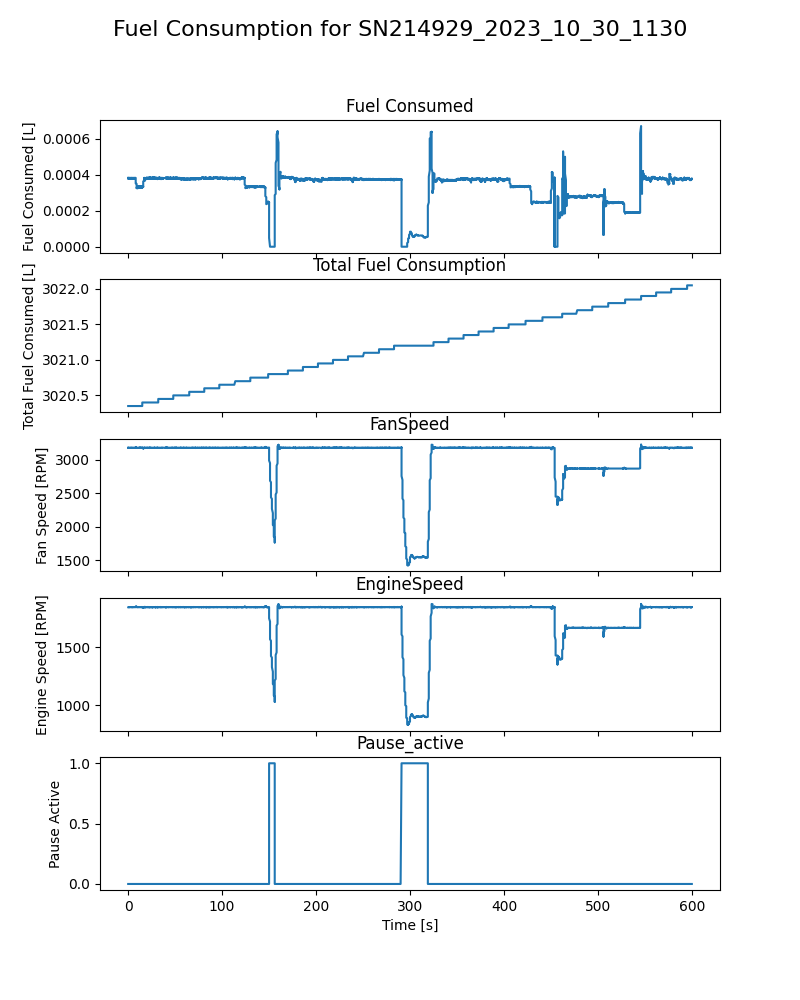 Fuel Consumption for SN214929_2023_10_30_1130
Fuel Consumed
Fuel Consumed [L]
0.0006
0.0004
0.0002
0.0000
Total Fuel Consumption
Total Fuel Consumed [L]
3022.0
3021.5
3021.0
3020.5
FanSpeed
Fan Speed [RPM]
3000
2500
2000
1500
EngineSpeed
Engine Speed [RPM]
1500
1000
Pause_active
Pause Active
1.0
0.5
0.0
0 100 200 300 400 500 600
Time [s]